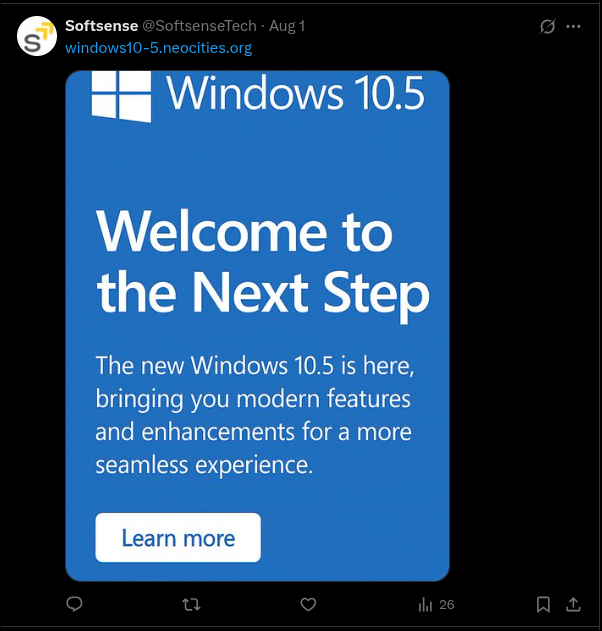 Softsense @SoftsenseTech · Aug 1
windows10-5.neocities.org
Windows 10.5
Welcome to
the Next Step
The new Windows 10.5 is here,
bringing you modern features
and enhancements for a more
seamless experience.
Learn more
26